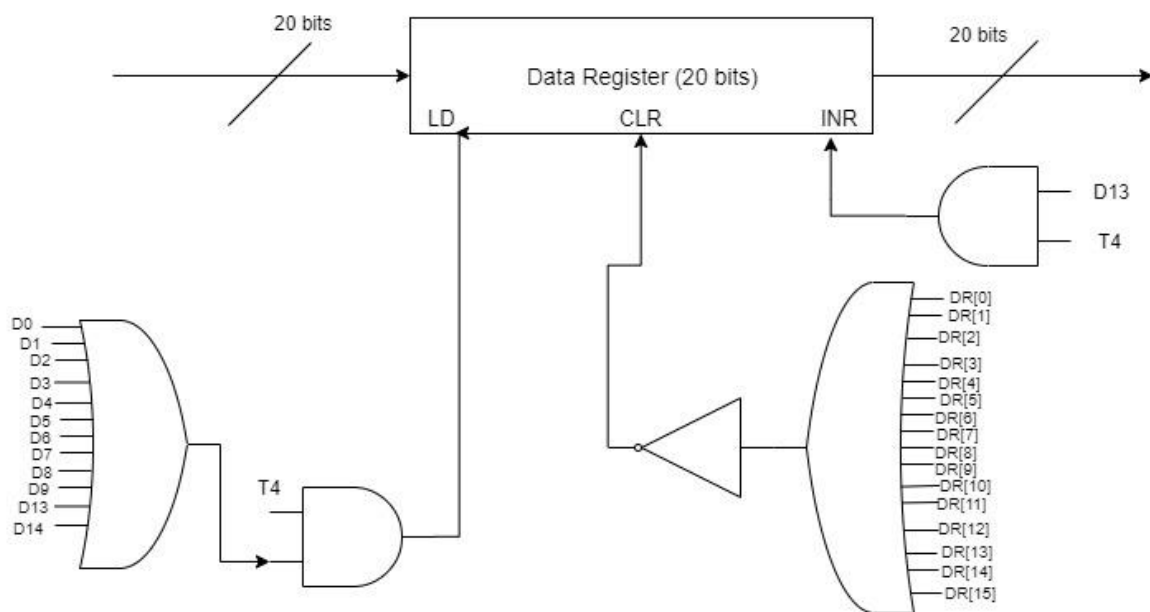 20 bits
20 bits
Data Register (20 bits)
LD
CLR
INR
D13
T4
D0
D1
D2
D3
D4
D5
D6
D7
D8
D9
D13
D14
T4
DR[0]
DR[1]
DR[2]
DR[3]
DR[4]
DR[5]
DR[6]
DR[7]
DR[8]
DR[9]
DR[10]
DR[11]
DR[12]
DR[13]
DR[14]
DR[15]